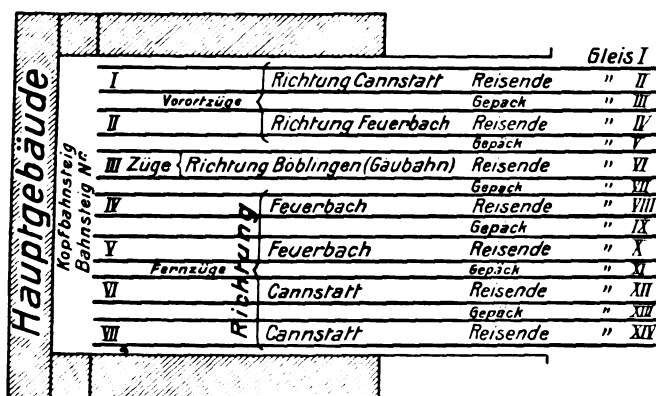 Hauptgebäude
Kopfbahnsteig
Bahnsteig Nr.
Gleis I
I Richtung Cannstatt Reisende " II
Vorortzüge Gepäck " III
II Richtung Feuerbach Reisende " IV
Gepäck " V
III Züge Richtung Böblingen (Gäubahn) Reisende " VI
Gepäck " VII
IV Feuerbach Reisende " VIII
Gepäck " IX
V Feuerbach Reisende " X
Fernzüge Richtung Gepäck " XI
VI Cannstatt Reisende " XII
Gepäck " XIII
VII Cannstatt Reisende " XIV